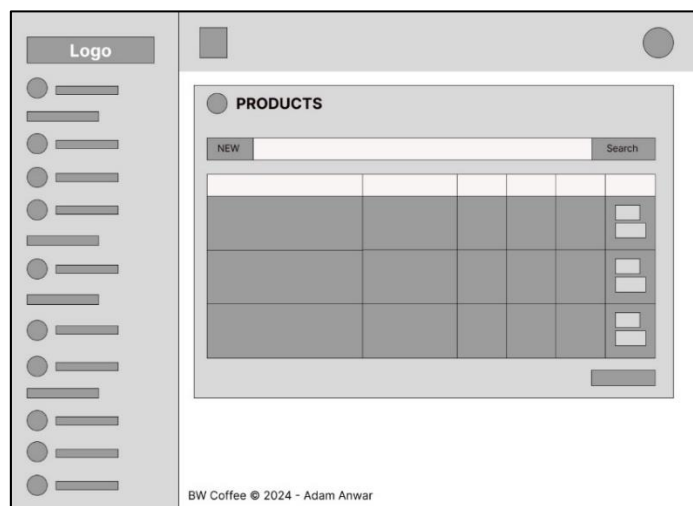 Logo
PRODUCTS
NEW
Search
BW Coffee © 2024 - Adam Anwar